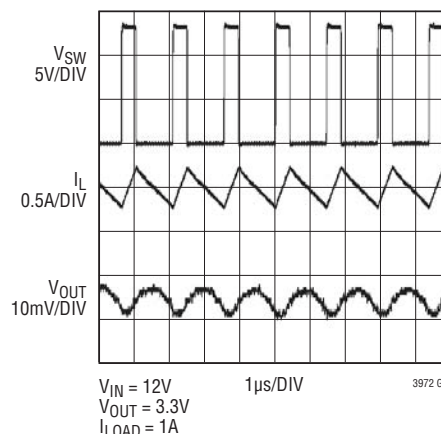 VSW
5V/DIV
IL
0.5A/DIV
VOUT
10mV/DIV
VIN = 12V
VOUT = 3.3V
ILOAD = 1A
1µs/DIV
3972 G